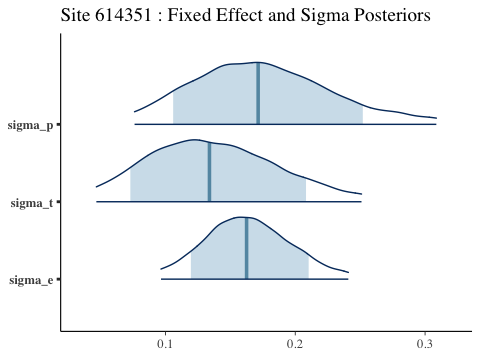 Site 614351 : Fixed Effect and Sigma Posteriors
sigma_p
sigma_t
sigma_e
0.1 0.2 0.3